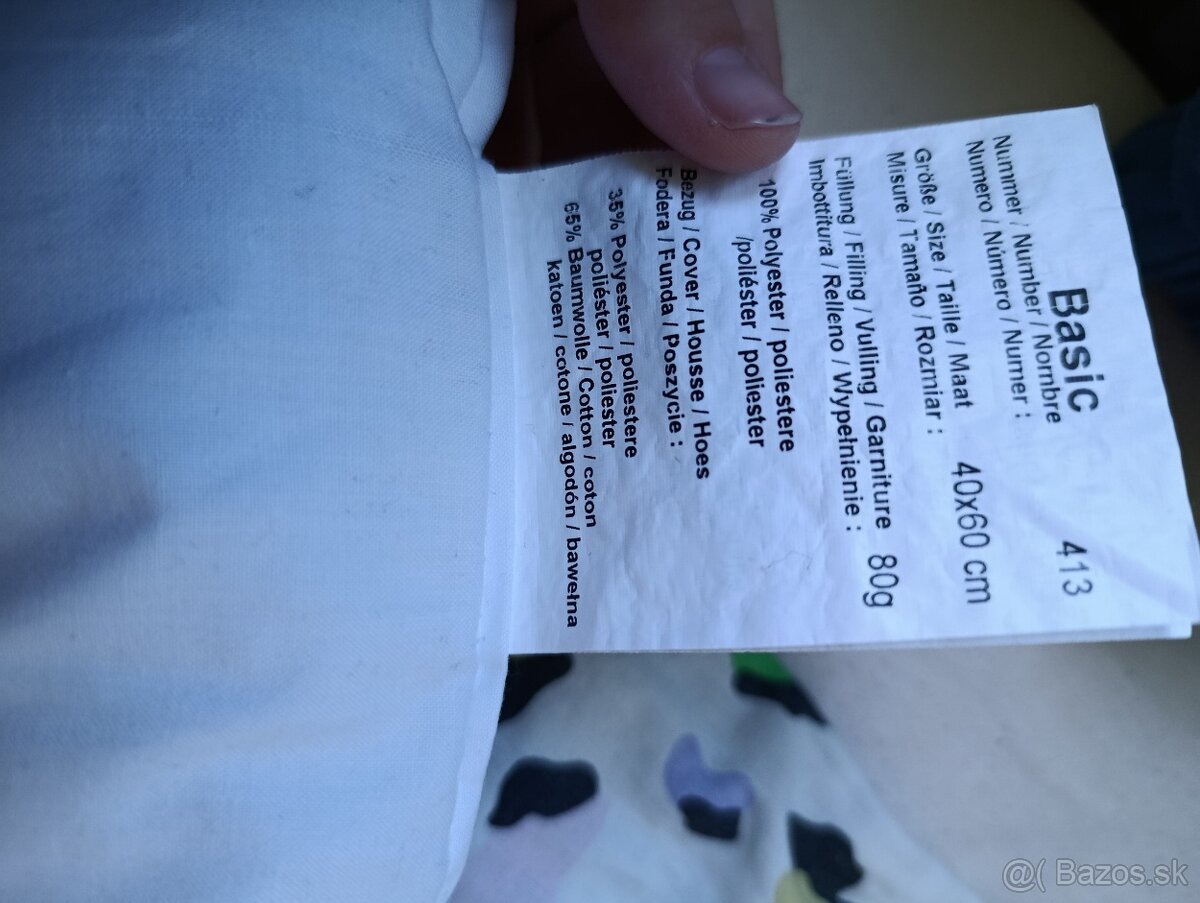 Basic
Nummer / Number / Nombre
Numero / Número / Numer : 413
Größe / Size / Taille / Maat
Misure / Tamaño / Rozmiar : 40x60 cm
Füllung / Filling / Vulling / Garniture
Imbottitura / Relleno / Wypełnienie : 80g
100% Polyester / poliestere
/poliéster / poliester
Bezug / Cover / Housse / Hoes
Fodera / Funda / Poszycie :
35% Polyester / poliestere
poliéster / poliester
65% Baumwolle / Cotton / coton
katoen / cotone / algodón / bawełna
@( Bazos.sk